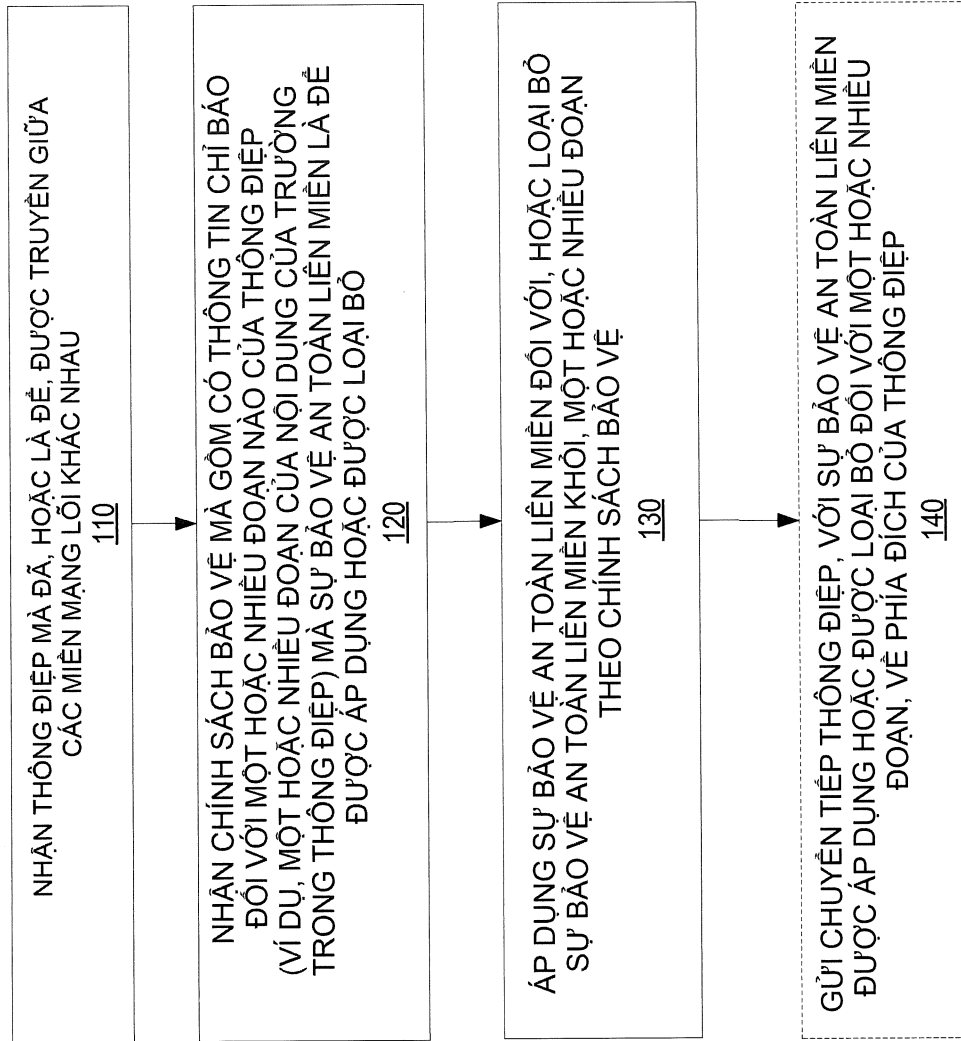 NHẬN THÔNG ĐIỆP MÀ ĐÃ, HOẶC LÀ ĐỂ, ĐƯỢC TRUYỀN GIỮA
CÁC MIỀN MẠNG LÕI KHÁC NHAU
110
NHẬN CHÍNH SÁCH BẢO VỆ MÀ GỒM CÓ THÔNG TIN CHỈ BÁO
ĐỐI VỚI MỘT HOẶC NHIỀU ĐOẠN NÀO CỦA THÔNG ĐIỆP
(VÍ DỤ, MỘT HOẶC NHIỀU ĐOẠN CỦA NỘI DUNG CỦA TRƯỜNG
TRONG THÔNG ĐIỆP) MÀ SỰ BẢO VỆ AN TOÀN LIÊN MIỀN LÀ ĐỂ
ĐƯỢC ÁP DỤNG HOẶC ĐƯỢC LOẠI BỎ
120
ÁP DỤNG SỰ BẢO VỆ AN TOÀN LIÊN MIỀN ĐỐI VỚI, HOẶC LOẠI BỎ
SỰ BẢO VỆ AN TOÀN LIÊN MIỀN KHỎI, MỘT HOẶC NHIỀU ĐOẠN
THEO CHÍNH SÁCH BẢO VỆ
130
GỬI CHUYỂN TIẾP THÔNG ĐIỆP, VỚI SỰ BẢO VỆ AN TOÀN LIÊN MIỀN
ĐƯỢC ÁP DỤNG HOẶC ĐƯỢC LOẠI BỎ ĐỐI VỚI MỘT HOẶC NHIỀU
ĐOẠN, VỀ PHÍA ĐÍCH CỦA THÔNG ĐIỆP
140